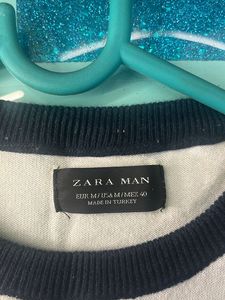 ZARA MAN
EUR M / USA M / MEX 40
MADE IN TURKEY